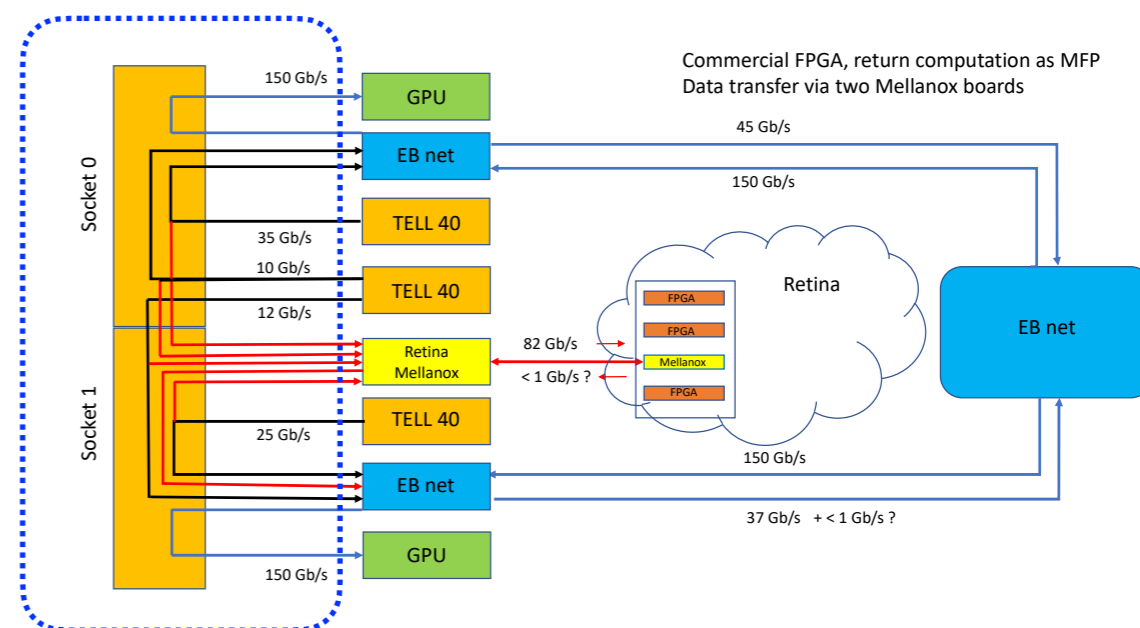 Commercial FPGA, return computation as MFP
Data transfer via two Mellanox boards
150 Gb/s
GPU
EB net
45 Gb/s
150 Gb/s
Socket 0
TELL 40
35 Gb/s
10 Gb/s
TELL 40
12 Gb/s
Retina
FPGA
FPGA
Mellanox
FPGA
EB net
Retina
Mellanox
82 Gb/s
< 1 Gb/s ?
Socket 1
TELL 40
25 Gb/s
150 Gb/s
EB net
37 Gb/s + < 1 Gb/s ?
GPU
150 Gb/s